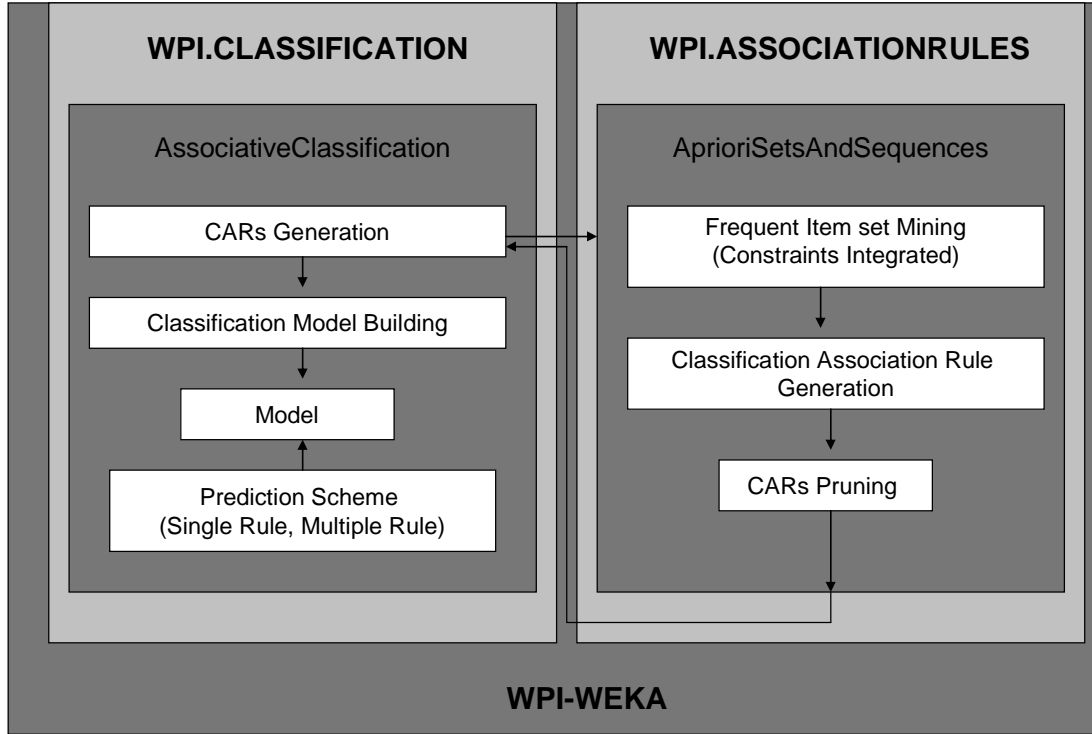 WPI.CLASSIFICATION
AssociativeClassification
CARs Generation
Classification Model Building
Model
Prediction Scheme
(Single Rule, Multiple Rule)
WPI.ASSOCIATIONRULES
AprioriSetsAndSequences
Frequent Item set Mining
(Constraints Integrated)
Classification Association Rule
Generation
CARs Pruning
WPI-WEKA